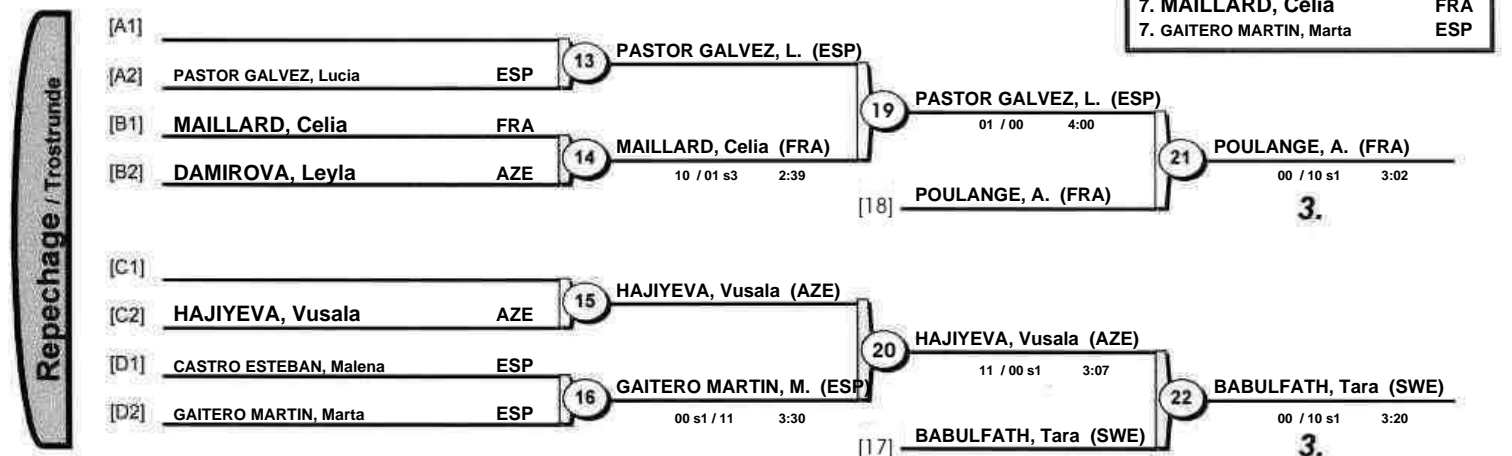 7. MAILLARD, Celia FRA
7. GAITERO MARTIN, Marta ESP
Repechage / Trostrunde
[A1]
[A2] PASTOR GALVEZ, Lucia ESP
13 PASTOR GALVEZ, L. (ESP)
[B1] MAILLARD, Celia FRA
[B2] DAMIROVA, Leyla AZE
14 MAILLARD, Celia (FRA)
10 / 01 s3 2:39
19 PASTOR GALVEZ, L. (ESP)
01 / 00 4:00
[18] POULANGE, A. (FRA)
21 POULANGE, A. (FRA)
00 / 10 s1 3:02
3.
[C1]
[C2] HAJIYEVA, Vusala AZE
15 HAJIYEVA, Vusala (AZE)
[D1] CASTRO ESTEBAN, Malena ESP
[D2] GAITERO MARTIN, Marta ESP
16 GAITERO MARTIN, M. (ESP)
00 s1 / 11 3:30
20 HAJIYEVA, Vusala (AZE)
11 / 00 s1 3:07
[17] BABULFATH, Tara (SWE)
22 BABULFATH, Tara (SWE)
00 / 10 s1 3:20
3.